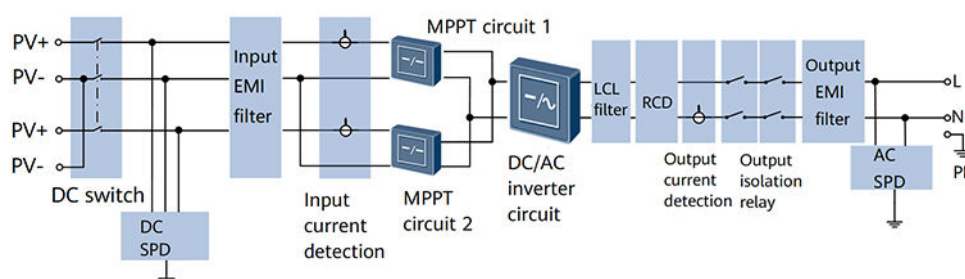 PV+
PV-
PV+
PV-
DC switch
DC
SPD
Input
EMI
filter
Input
current
detection
MPPT circuit 1
MPPT
circuit 2
DC/AC
inverter
circuit
LCL
filter
RCD
Output
current
detection
Output
isolation
relay
Output
EMI
filter
AC
SPD
L
N